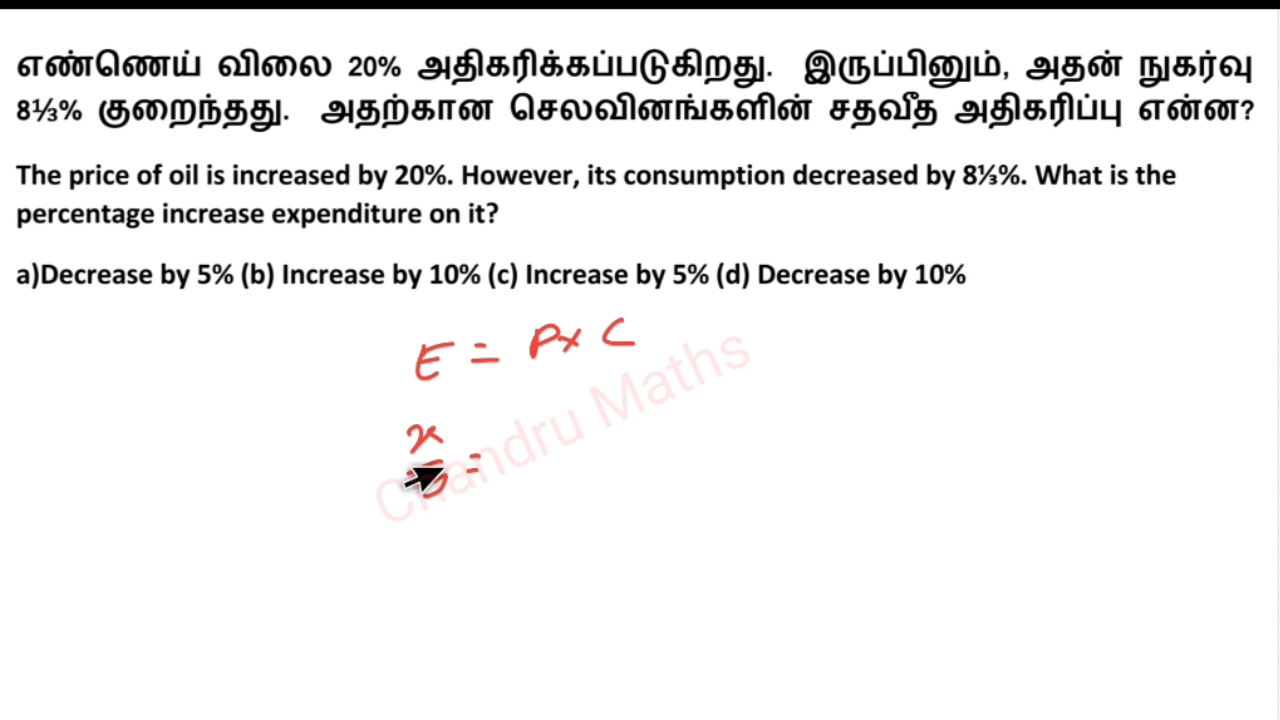 எண்ணெய் விலை 20% அதிகரிக்கப்படுகிறது. இருப்பினும், அதன் நுகர்வு
8⅓% குறைந்தது. அதற்கான செலவினங்களின் சதவீத அதிகரிப்பு என்ன?
The price of oil is increased by 20%. However, its consumption decreased by 8⅓%. What is the
percentage increase expenditure on it?
a)Decrease by 5% (b) Increase by 10% (c) Increase by 5% (d) Decrease by 10%
E = P x C
Chandru Maths
x
=